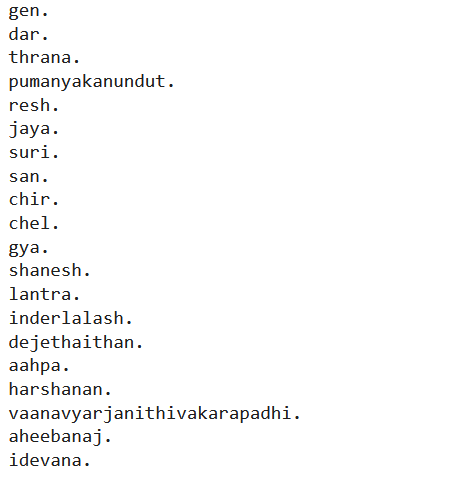 gen.
dar.
thrana.
pumanyakanundut.
resh.
jaya.
suri.
san.
chir.
chel.
gya.
shanesh.
lantra.
inderlalash.
dejethaithan.
aahpa.
harshanan.
vaanavyarjanithivakarapadhi.
aheebanaj.
idevana.